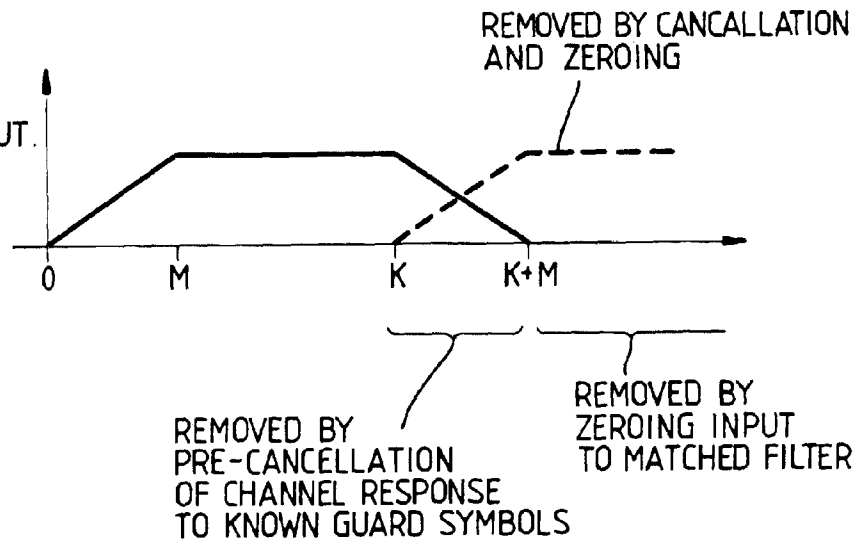 REMOVED BY CANCALLATION
AND ZEROING
UT.
0 M K K+M
REMOVED BY
PRE-CANCELLATION
OF CHANNEL RESPONSE
TO KNOWN GUARD SYMBOLS
REMOVED BY
ZEROING INPUT
TO MATCHED FILTER